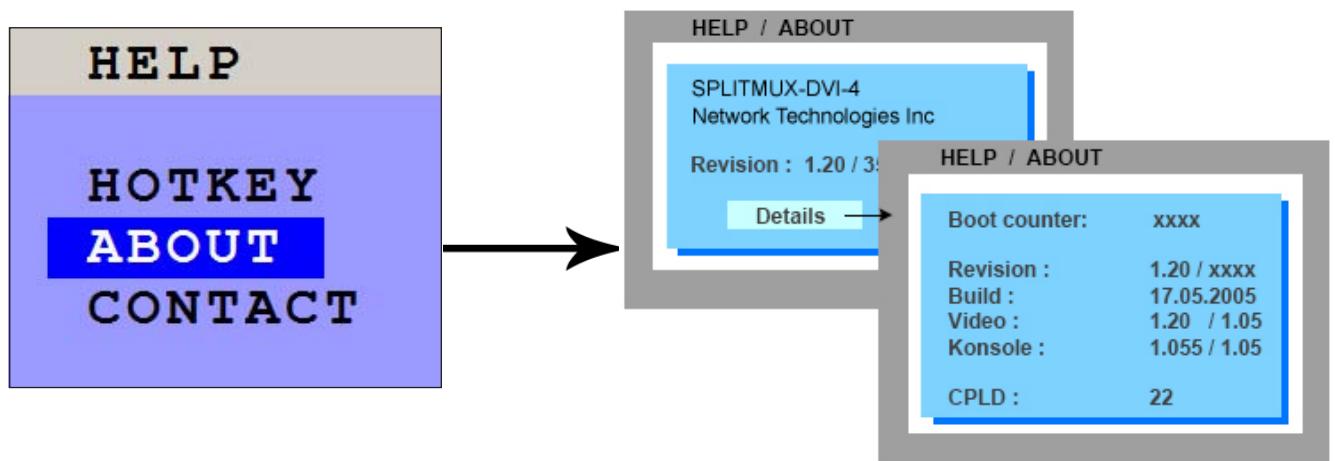 HELP
HOTKEY
ABOUT
CONTACT
HELP / ABOUT
SPLITMUX-DVI-4
Network Technologies Inc
Revision : 1.20 /
Details
HELP / ABOUT
Boot counter: xxxx
Revision : 1.20 / xxxx
Build : 17.05.2005
Video : 1.20 / 1.05
Konsole : 1.055 / 1.05
CPLD : 22